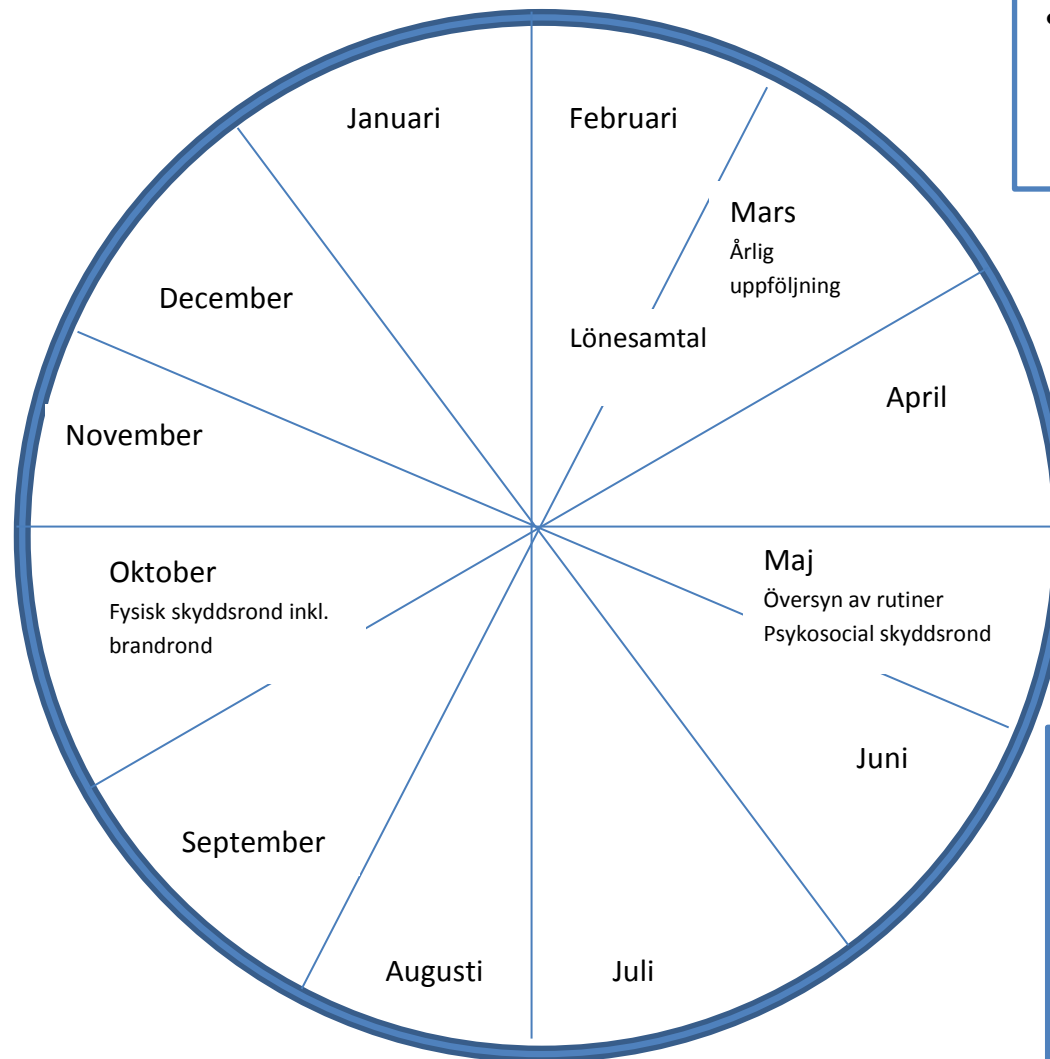 Januari
Februari
Mars
Årlig
uppföljning
Lönesamtal
April
Maj
Översyn av rutiner
Psykosocial skyddsrond
Juni
Juli
Augusti
September
Oktober
Fysisk skyddsrond inkl.
brandrond
November
December